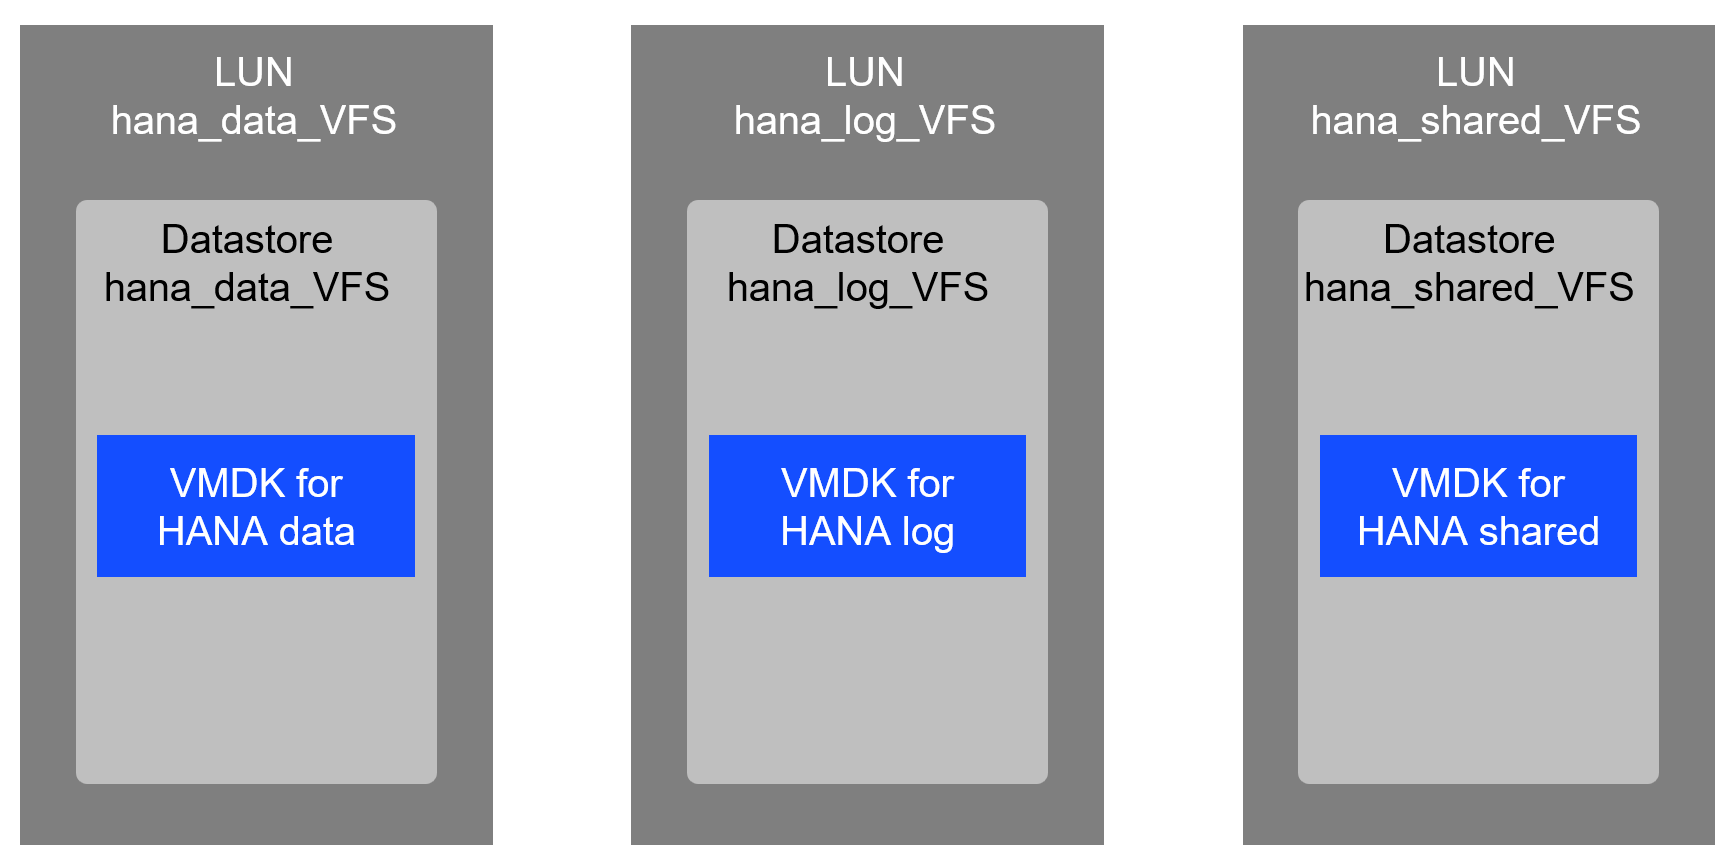 LUN
hana_data_VFS
Datastore
hana_data_VFS
VMDK for
HANA data
LUN
hana_log_VFS
Datastore
hana_log_VFS
VMDK for
HANA log
LUN
hana_shared_VFS
Datastore
hana_shared_VFS
VMDK for
HANA shared